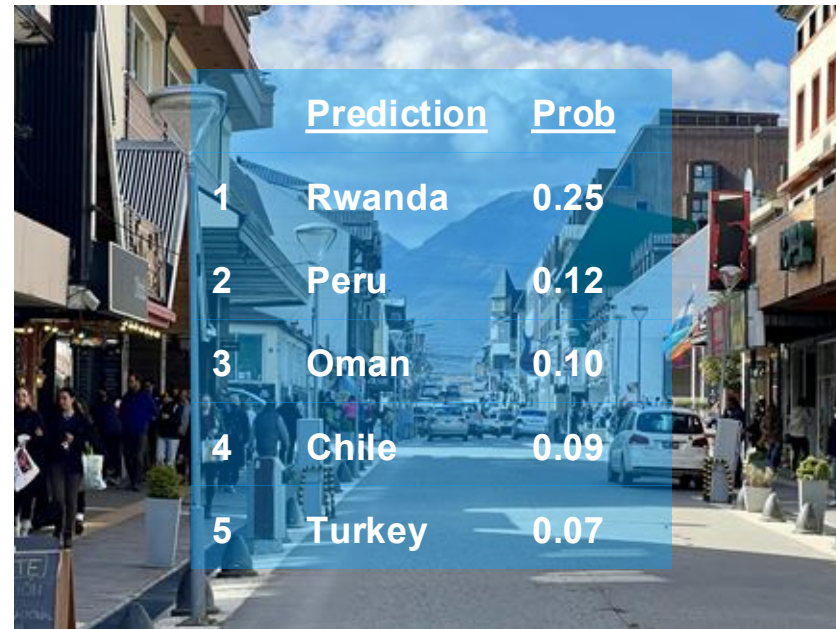 Prediction Prob
1 Rwanda 0.25
2 Peru 0.12
3 Oman 0.10
4 Chile 0.09
5 Turkey 0.07